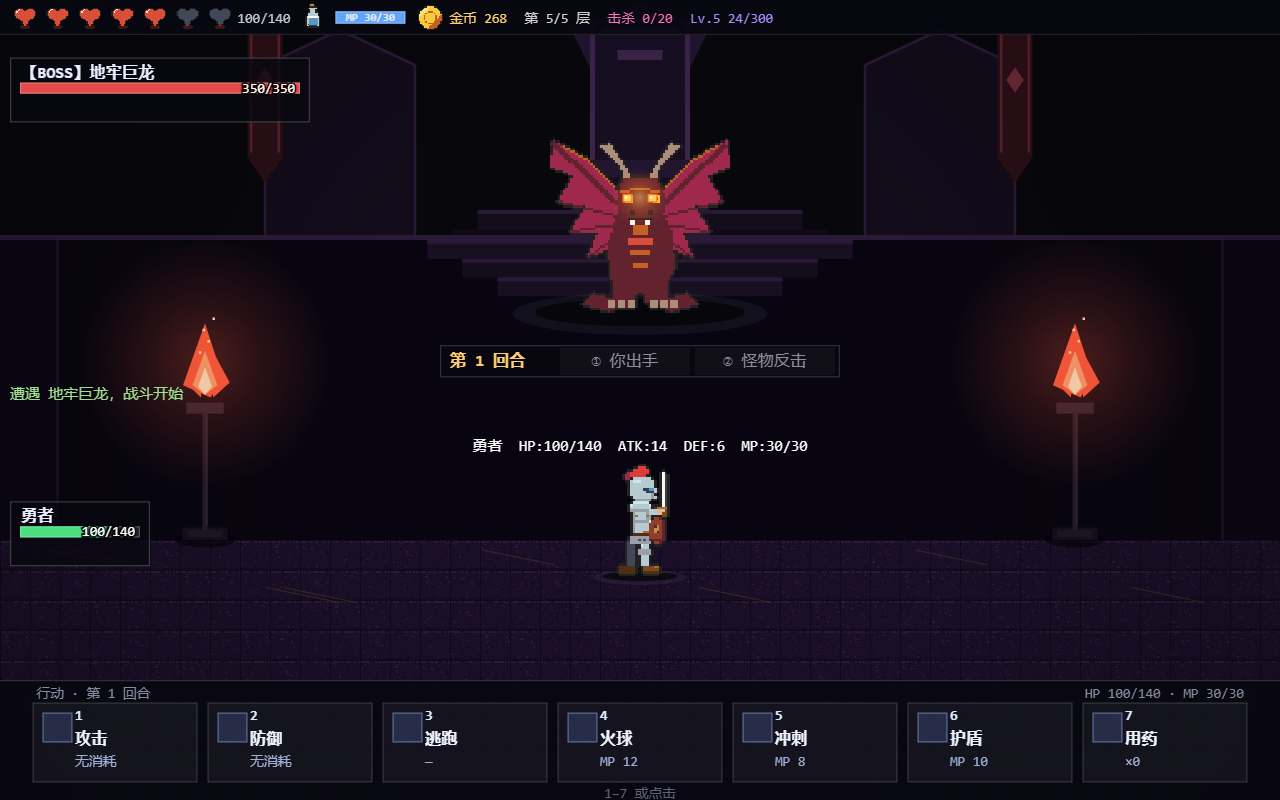 100/140 MP 30/30 金币 268 第 5/5 层 击杀 0/20 Lv.5 24/300
【BOSS】地牢巨龙
350/350
第 1 回合 ① 你出手 ② 怪物反击
遭遇 地牢巨龙, 战斗开始
勇者 HP:100/140 ATK:14 DEF:6 MP:30/30
勇者
100/140
行动 · 第 1 回合 HP 100/140 · MP 30/30
1 2 3 4 5 6 7
攻击 防御 逃跑 火球 冲刺 护盾 用药
无消耗 无消耗 — MP 12 MP 8 MP 10 ×0
1–7 或点击